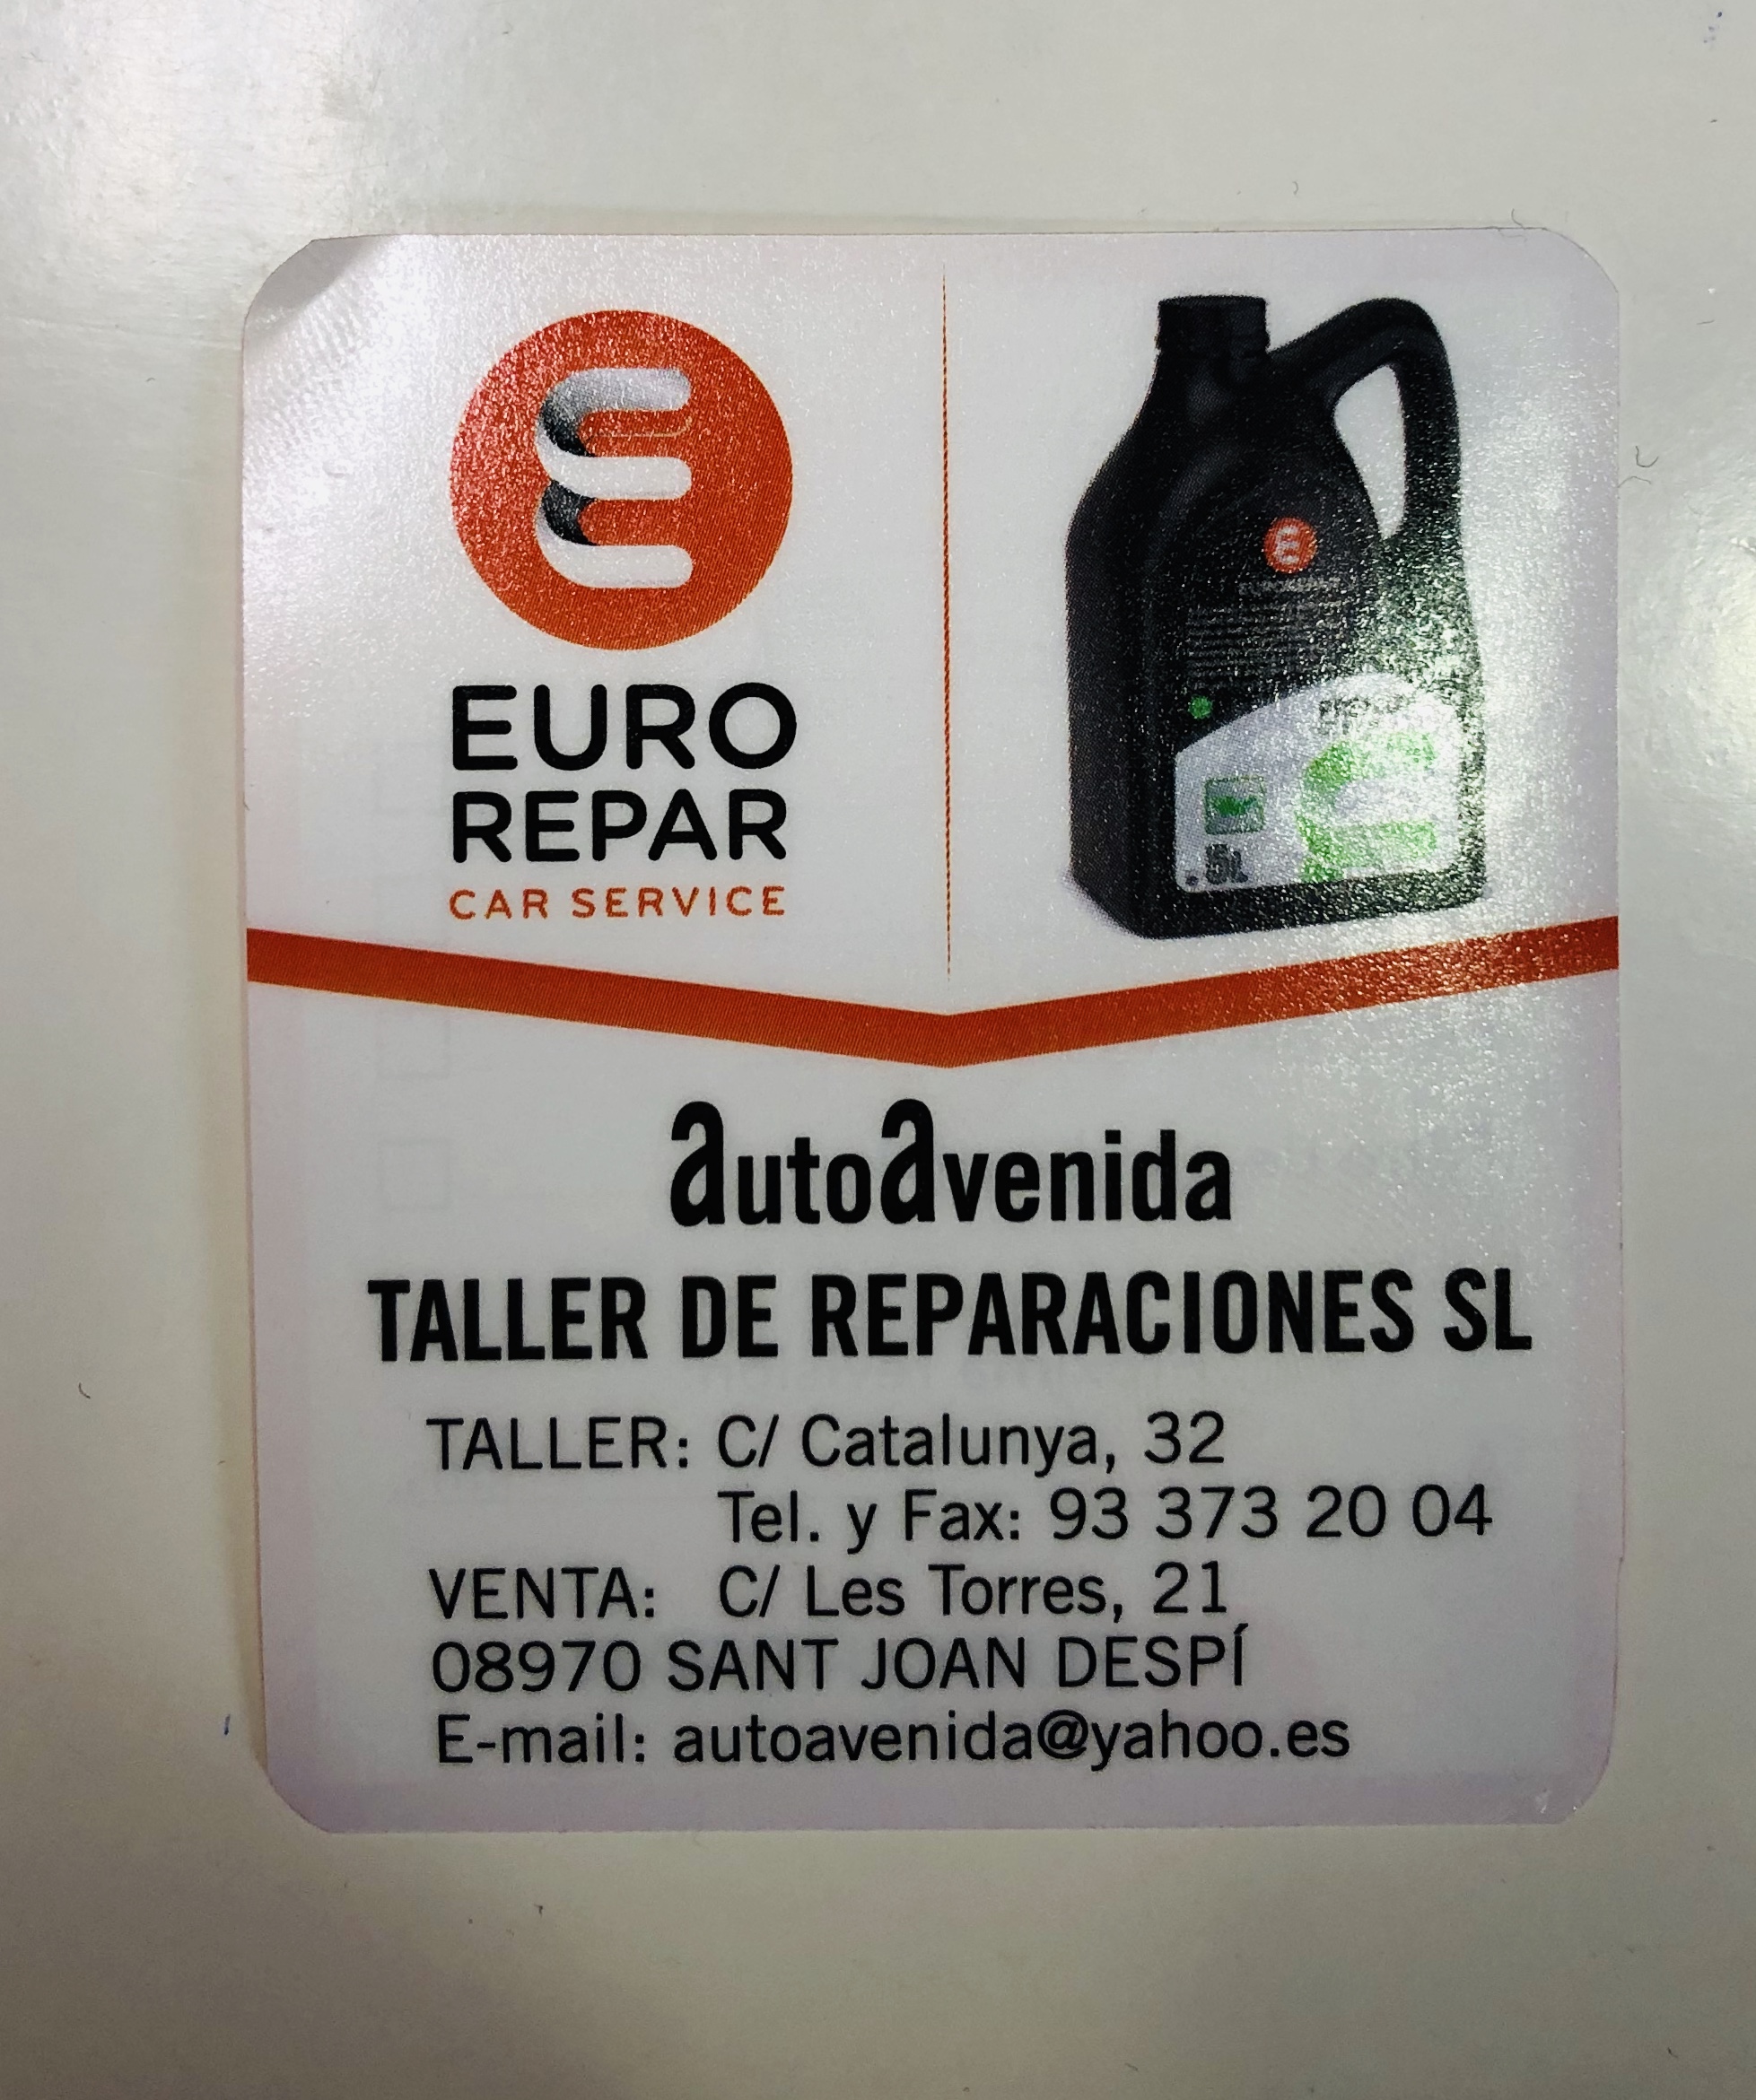 EURO
REPAR
CAR SERVICE
5L
autoavenida
TALLER DE REPARACIONES SL
TALLER: C/ Catalunya, 32
Tel. y Fax: 93 373 20 04
VENTA: C/ Les Torres, 21
08970 SANT JOAN DESPÍ
E-mail: autoavenida@yahoo.es